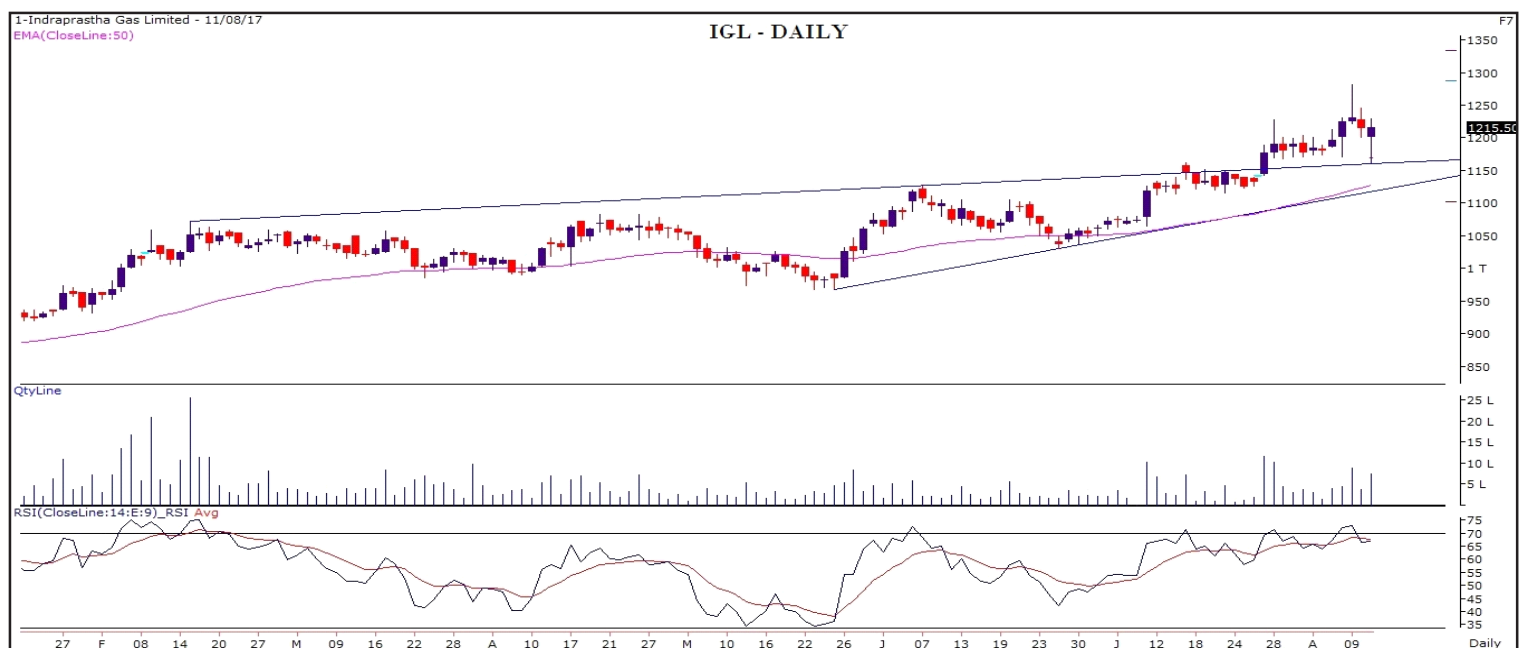 1-Indraprastha Gas Limited - 11/08/17
IGL - DAILY
F7
EMA(CloseLine:50)
1350
1300
1250
1215.50
1200
1150
1100
1050
1 T
950
900
850
QtyLine
25 L
20 L
15 L
10 L
5 L
RSI(CloseLine:14:E:9)_RSI Avg
75
70
65
60
55
50
45
40
35
27 F 08 14 20 27 M 09 16 22 28 A 10 17 21 27 M 10 16 22 26 J 07 13 19 23 30 J 12 18 24 28 A 09 Daily